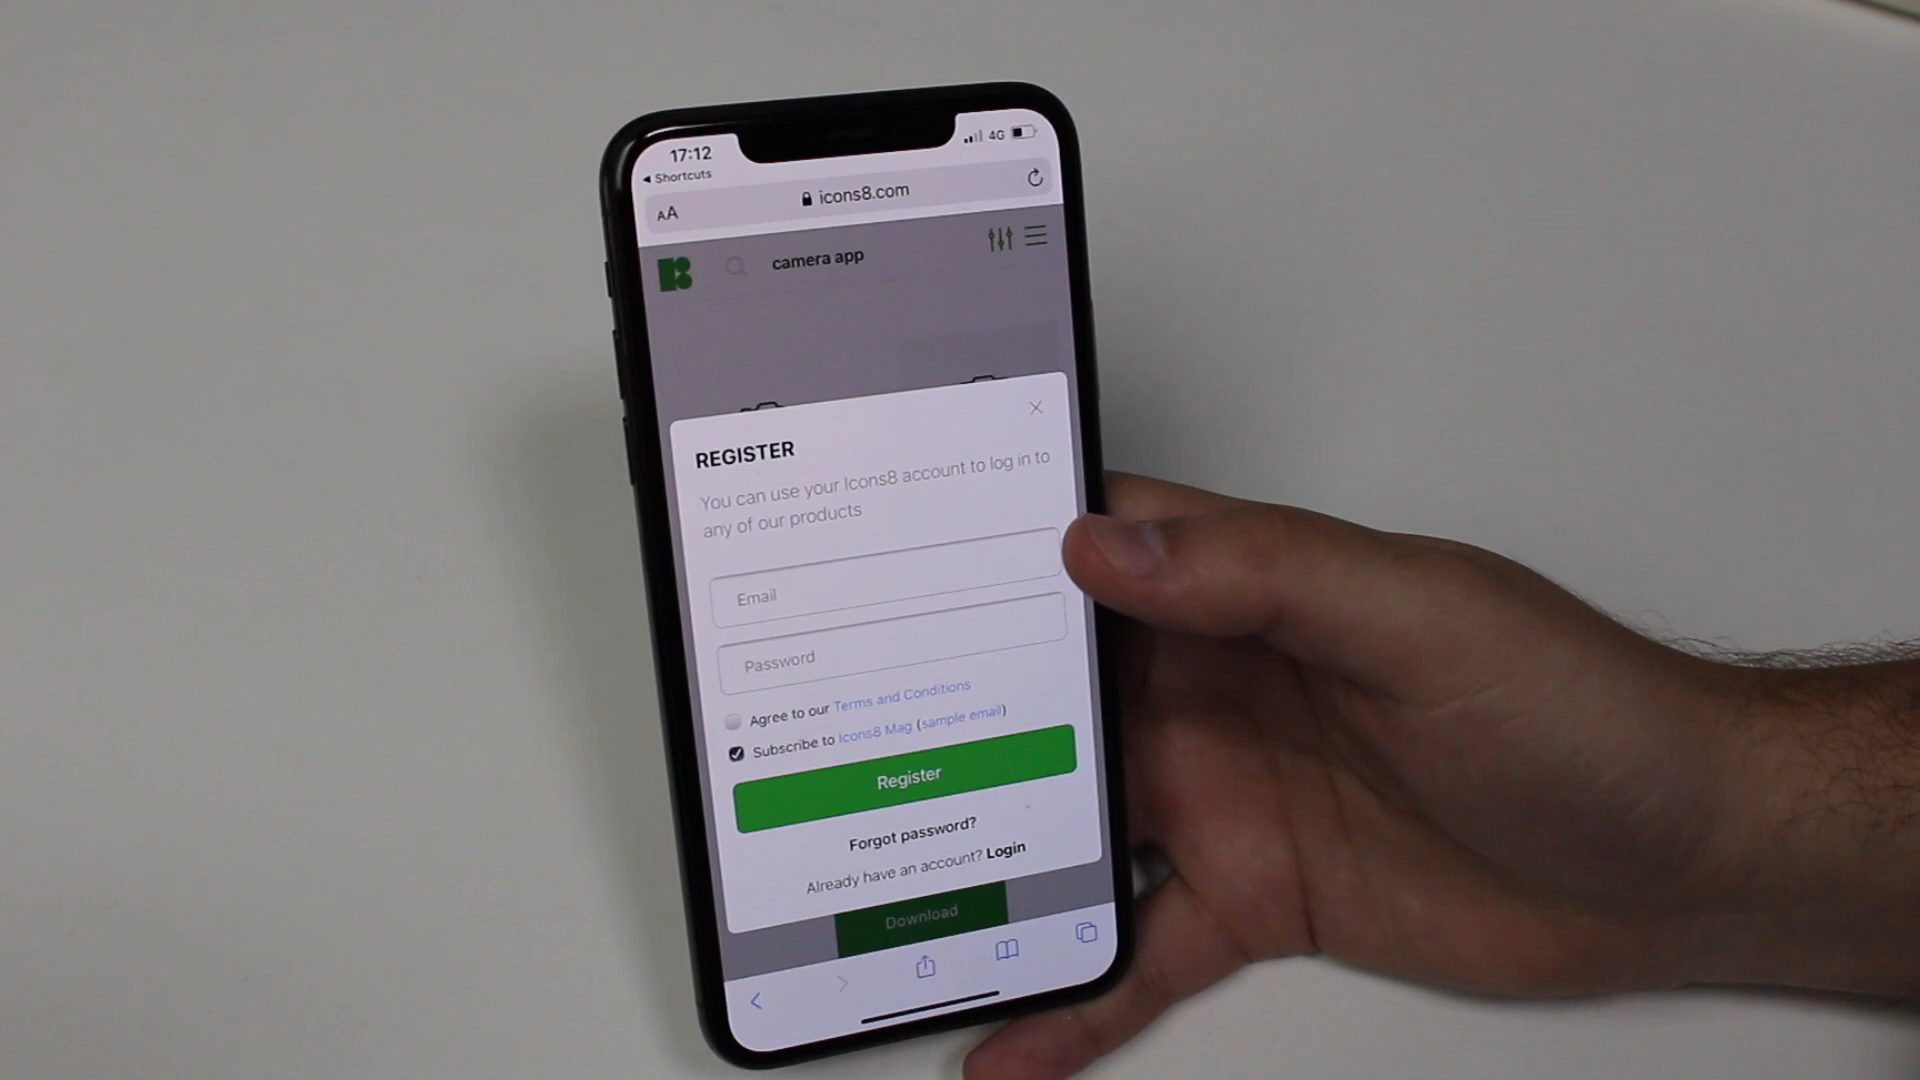 17:12
4G
Shortcuts
AA
icons8.com
camera app
REGISTER
You can use your Icons8 account to log in to
any of our products
Email
Password
Agree to our Terms and Conditions
Subscribe to Icons8 Mag (sample email)
Register
Forgot password?
Already have an account? Login
Download